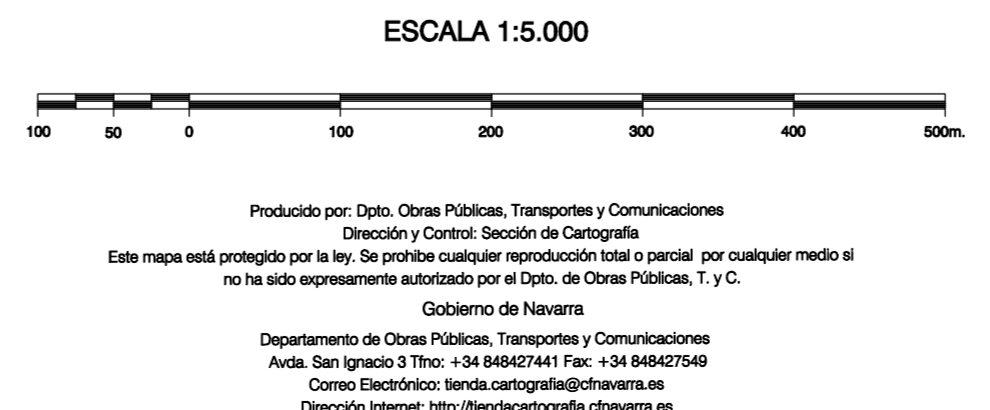 ESCALA 1:5.000
100 50 0 100 200 300 400 500m.
Producido por: Dpto. Obras Públicas, Transportes y Comunicaciones
Dirección y Control: Sección de Cartografía
Este mapa está protegido por la ley. Se prohibe cualquier reproducción total o parcial por cualquier medio si
no ha sido expresamente autorizado por el Dpto. de Obras Públicas, T. y C.
Gobierno de Navarra
Departamento de Obras Públicas, Transportes y Comunicaciones
Avda. San Ignacio 3 Tfno: +34 848427441 Fax: +34 848427549
Correo Electrónico: tienda.cartografia@cfnavarra.es
Dirección Internet: http://tiendacartografia.cfnavarra.es